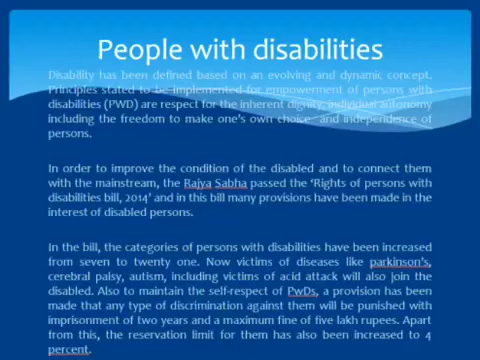 People with disabilities
Disability has been defined based on an evolving and dynamic concept.
Principles stated to be implemented for empowerment of persons with
disabilities (PWD) are respect for the inherent dignity, individual autonomy
including the freedom to make one's own choice and independence of
persons.
In order to improve the condition of the disabled and to connect them
with the mainstream, the Rajya Sabha passed the 'Rights of persons with
disabilities bill, 2014' and in this bill many provisions have been made in the
interest of disabled persons.
In the bill, the categories of persons with disabilities have been increased
from seven to twenty one. Now victims of diseases like parkinson's,
cerebral palsy, autism, including victims of acid attack will also join the
disabled. Also to maintain the self-respect of PwDs, a provision has been
made that any type of discrimination against them will be punished with
imprisonment of two years and a maximum fine of five lakh rupees. Apart
from this, the reservation limit for them has also been increased to 4
percent.